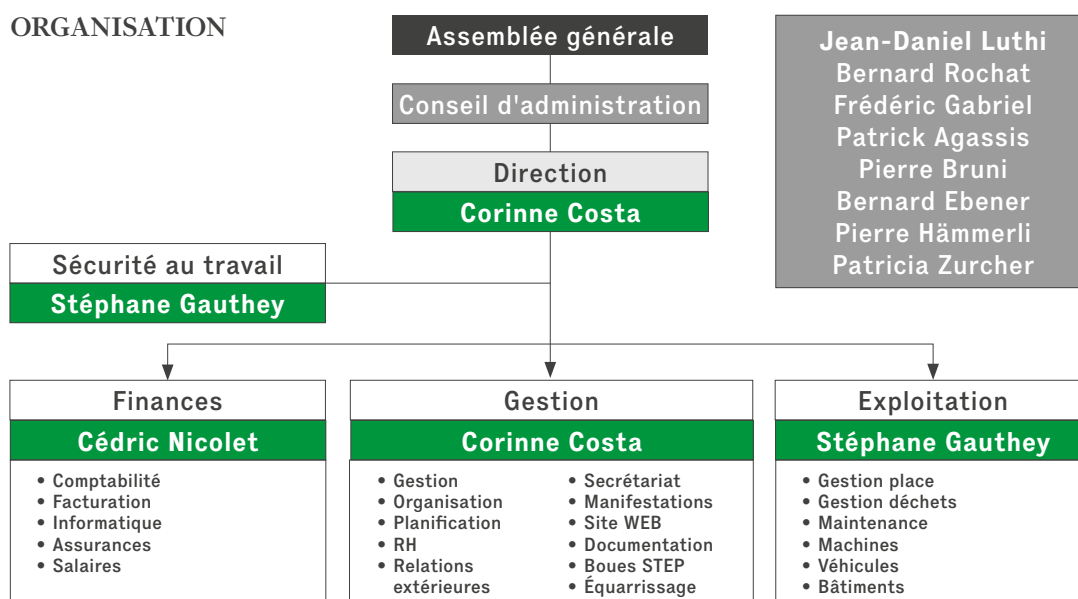 ORGANISATION
Assemblée générale
Conseil d'administration
Direction
Corinne Costa
Jean-Daniel Luthi
Bernard Rochat
Frédéric Gabriel
Patrick Agassis
Pierre Bruni
Bernard Ebener
Pierre Hämmerli
Patricia Zurcher
Sécurité au travail
Stéphane Gauthey
Finances
Cédric Nicolet
• Comptabilité
• Facturation
• Informatique
• Assurances
• Salaires
Gestion
Corinne Costa
• Gestion
• Organisation
• Planification
• RH
• Relations
extérieures
• Secrétariat
• Manifestations
• Site WEB
• Documentation
• Boues STEP
• Équarrissage
Exploitation
Stéphane Gauthey
• Gestion place
• Gestion déchets
• Maintenance
• Machines
• Véhicules
• Bâtiments